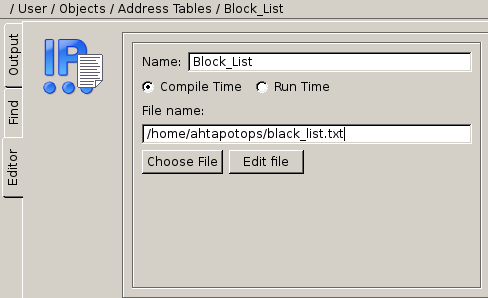 / User / Objects / Address Tables / Block_List
Output
Find
Editor
IP
Name: Block_List
Compile Time Run Time
File name:
/home/ahtapotops/black_list.txt
Choose File Edit file